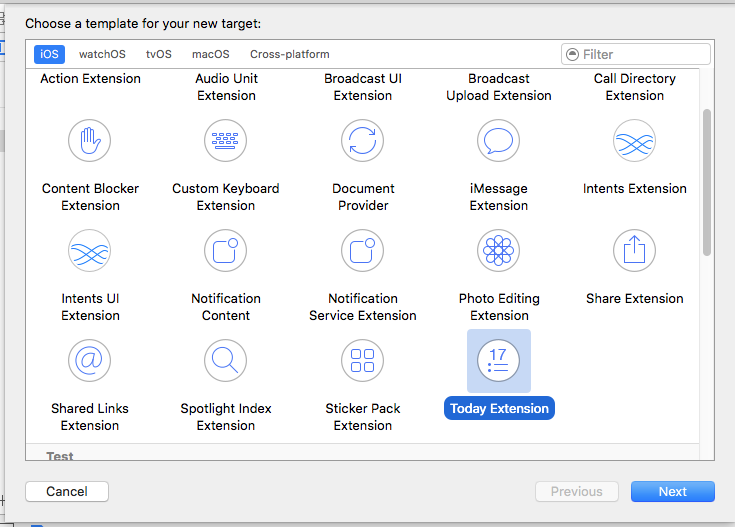 Choose a template for your new target:
iOS watchOS tvOS macOS Cross-platform Filter
Action Extension Audio Unit Broadcast UI Broadcast Call Directory
Extension Extension Upload Extension Extension
Content Blocker Custom Keyboard Document iMessage Intents Extension
Extension Extension Provider Extension
Intents UI Notification Notification Photo Editing Share Extension
Extension Content Service Extension Extension
17
Shared Links Spotlight Index Sticker Pack Today Extension
Extension Extension Extension
Test
Cancel Previous Next